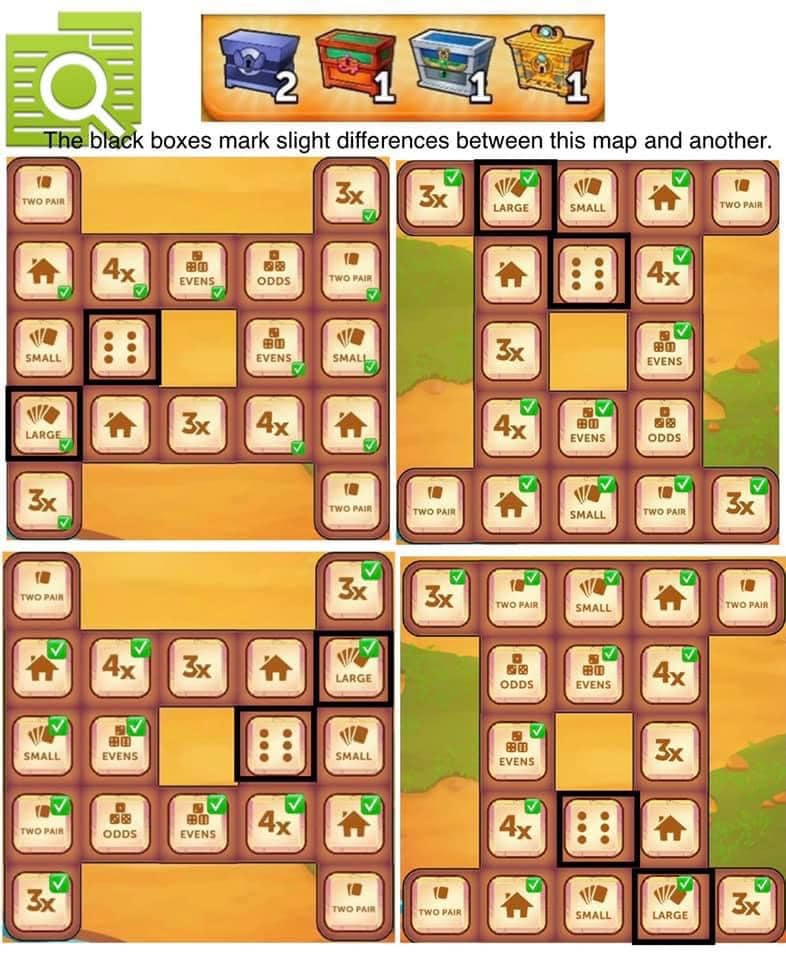 2 1 1 1
The black boxes mark slight differences between this map and another.
TWO PAIR 3x
4x EVENS ODDS TWO PAIR
SMALL EVENS SMALL
LARGE 3x 4x
3x TWO PAIR
3x LARGE SMALL TWO PAIR
4x
3x EVENS
4x EVENS ODDS
TWO PAIR SMALL TWO PAIR 3x
TWO PAIR 3x
4x 3x LARGE
SMALL EVENS SMALL
TWO PAIR ODDS EVENS 4x
3x TWO PAIR
3x TWO PAIR SMALL TWO PAIR
ODDS EVENS 4x
EVENS 3x
4x
TWO PAIR SMALL LARGE 3x